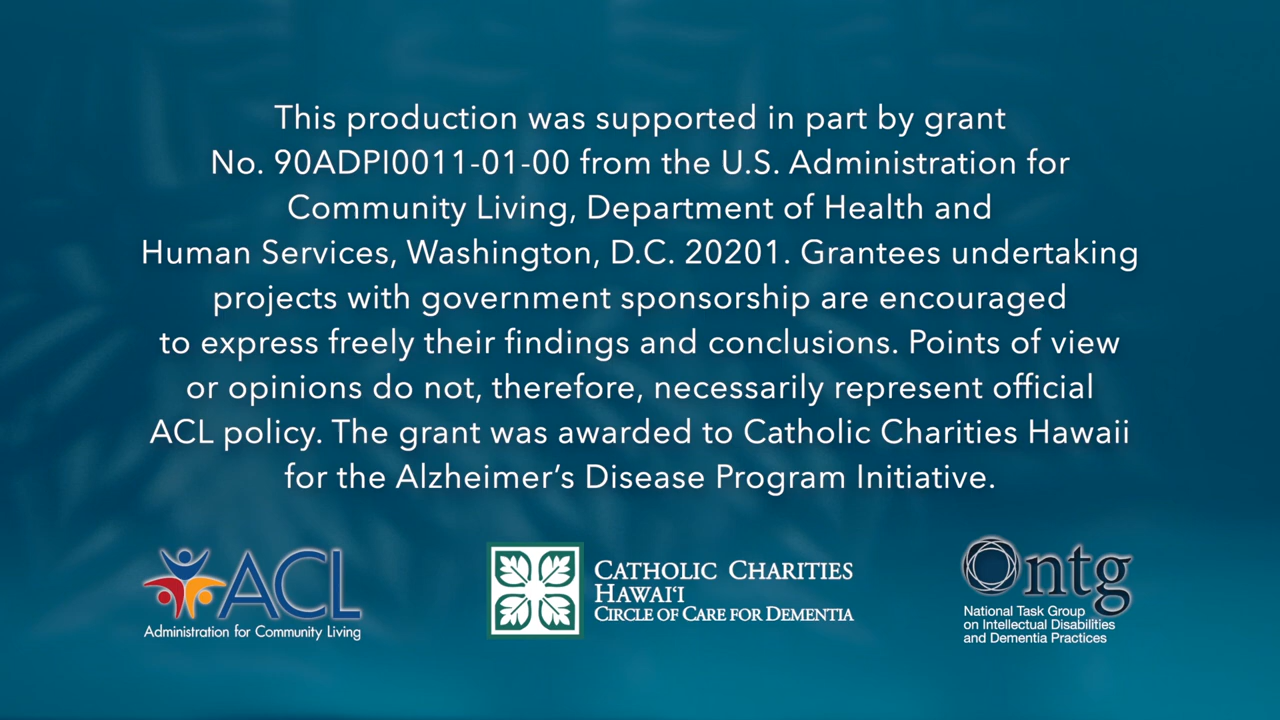 This production was supported in part by grant
No. 90ADPI0011-01-00 from the U.S. Administration for
Community Living, Department of Health and
Human Services, Washington, D.C. 20201. Grantees undertaking
projects with government sponsorship are encouraged
to express freely their findings and conclusions. Points of view
or opinions do not, therefore, necessarily represent official
ACL policy. The grant was awarded to Catholic Charities Hawaii
for the Alzheimer’s Disease Program Initiative.
ACL
Administration for Community Living
CATHOLIC CHARITIES
HAWAIʻI
CIRCLE OF CARE FOR DEMENTIA
ntg
National Task Group
on Intellectual Disabilities
and Dementia Practices